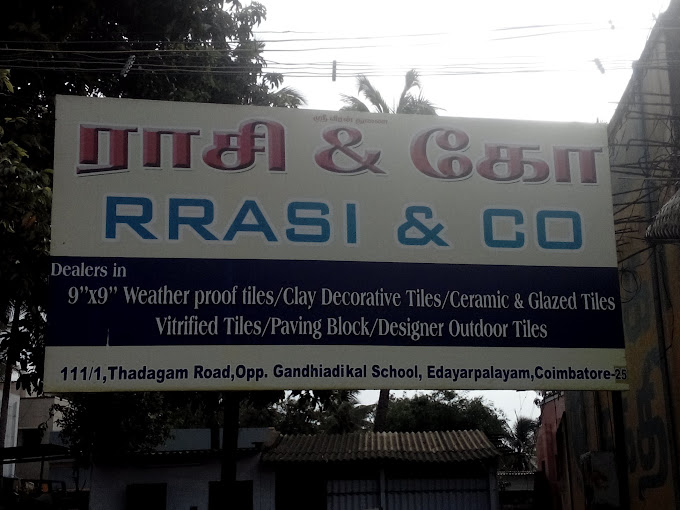 ஸ்ரீ பிரன் துணை
ராசி & கோ
RRASI & CO
Dealers in
9"x9" Weather proof tiles/Clay Decorative Tiles/Ceramic & Glazed Tiles
Vitrified Tiles/Paving Block/Designer Outdoor Tiles
111/1,Thadagam Road,Opp. Gandhiadikal School, Edayarpalayam,Coimbatore-25